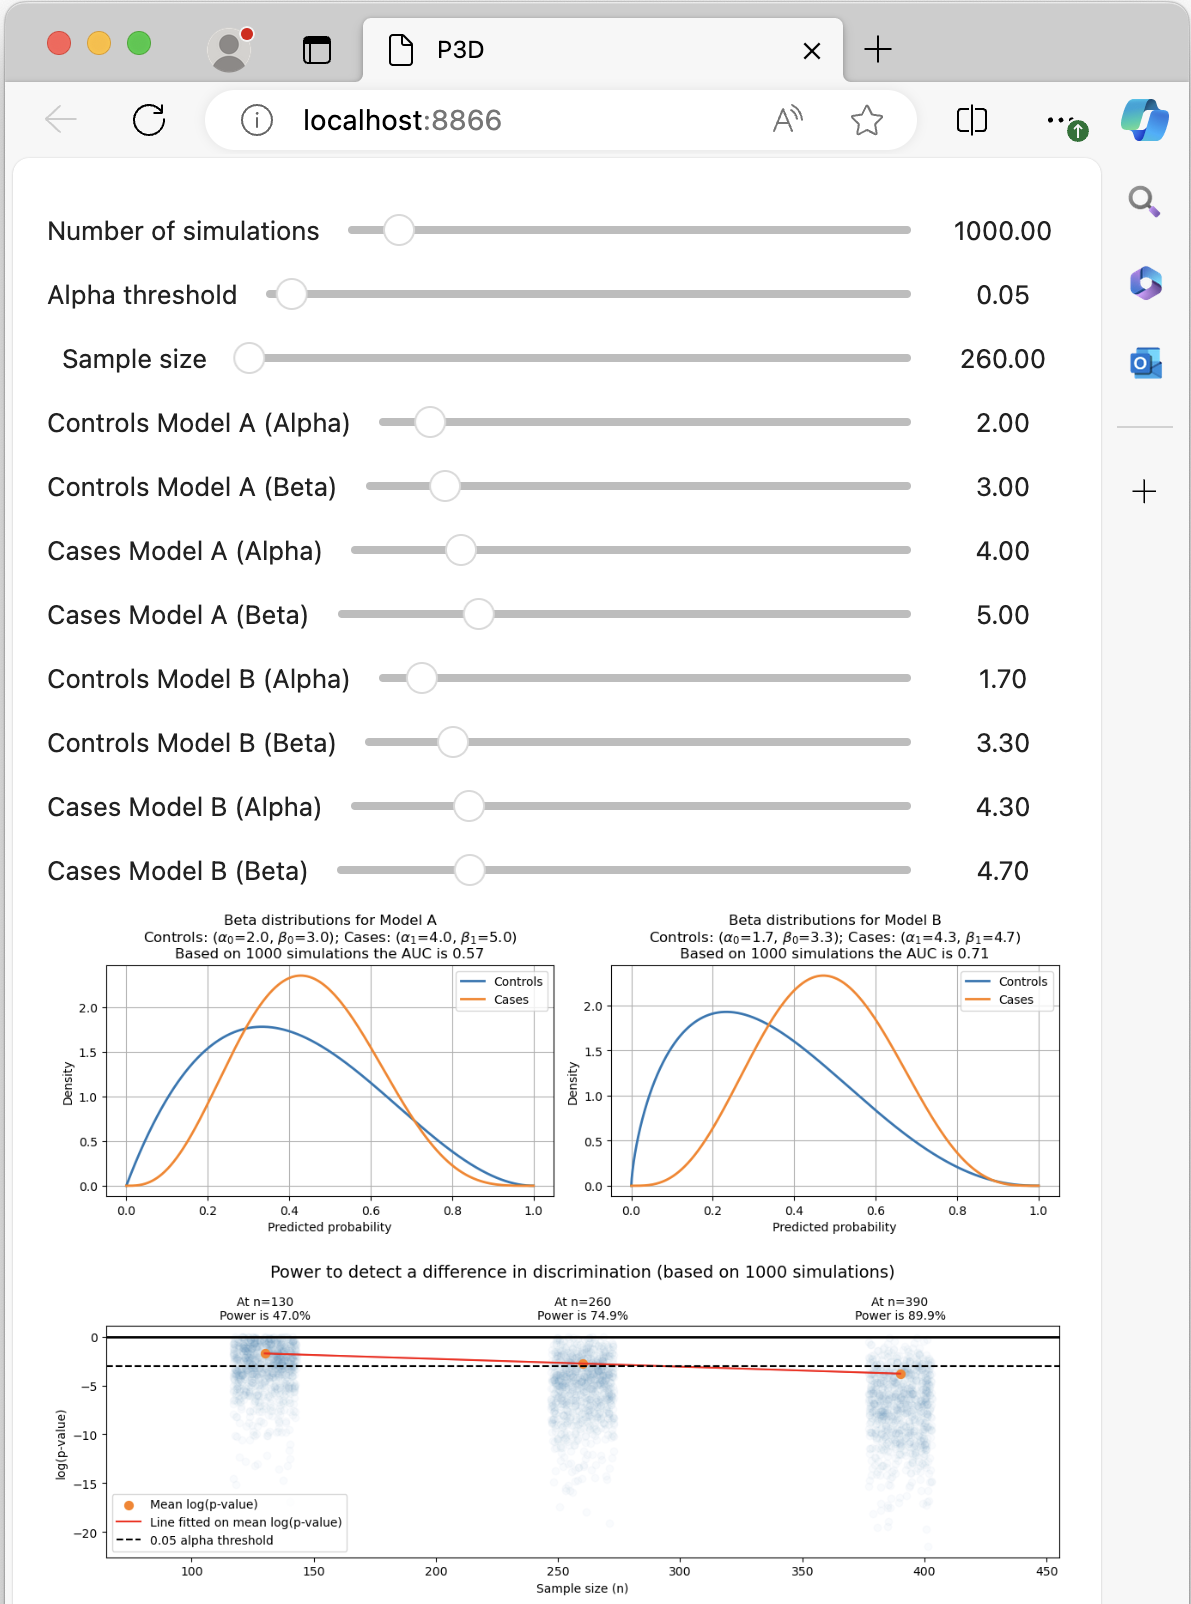 P3D
localhost:8866
Number of simulations 1000.00
Alpha threshold 0.05
Sample size 260.00
Controls Model A (Alpha) 2.00
Controls Model A (Beta) 3.00
Cases Model A (Alpha) 4.00
Cases Model A (Beta) 5.00
Controls Model B (Alpha) 1.70
Controls Model B (Beta) 3.30
Cases Model B (Alpha) 4.30
Cases Model B (Beta) 4.70
Beta distributions for Model A
Controls: (α₀=2.0, β₀=3.0); Cases: (α₁=4.0, β₁=5.0)
Based on 1000 simulations the AUC is 0.57
Controls
Cases
2.0
1.5
1.0
0.5
0.0
Density
0.0 0.2 0.4 0.6 0.8 1.0
Predicted probability
Beta distributions for Model B
Controls: (α₀=1.7, β₀=3.3); Cases: (α₁=4.3, β₁=4.7)
Based on 1000 simulations the AUC is 0.71
Controls
Cases
2.0
1.5
1.0
0.5
0.0
Density
0.0 0.2 0.4 0.6 0.8 1.0
Predicted probability
Power to detect a difference in discrimination (based on 1000 simulations)
At n=130
Power is 47.0%
At n=260
Power is 74.9%
At n=390
Power is 89.9%
0
−5
−10
−15
−20
log(p-value)
Mean log(p-value)
Line fitted on mean log(p-value)
0.05 alpha threshold
100 150 200 250 300 350 400 450
Sample size (n)